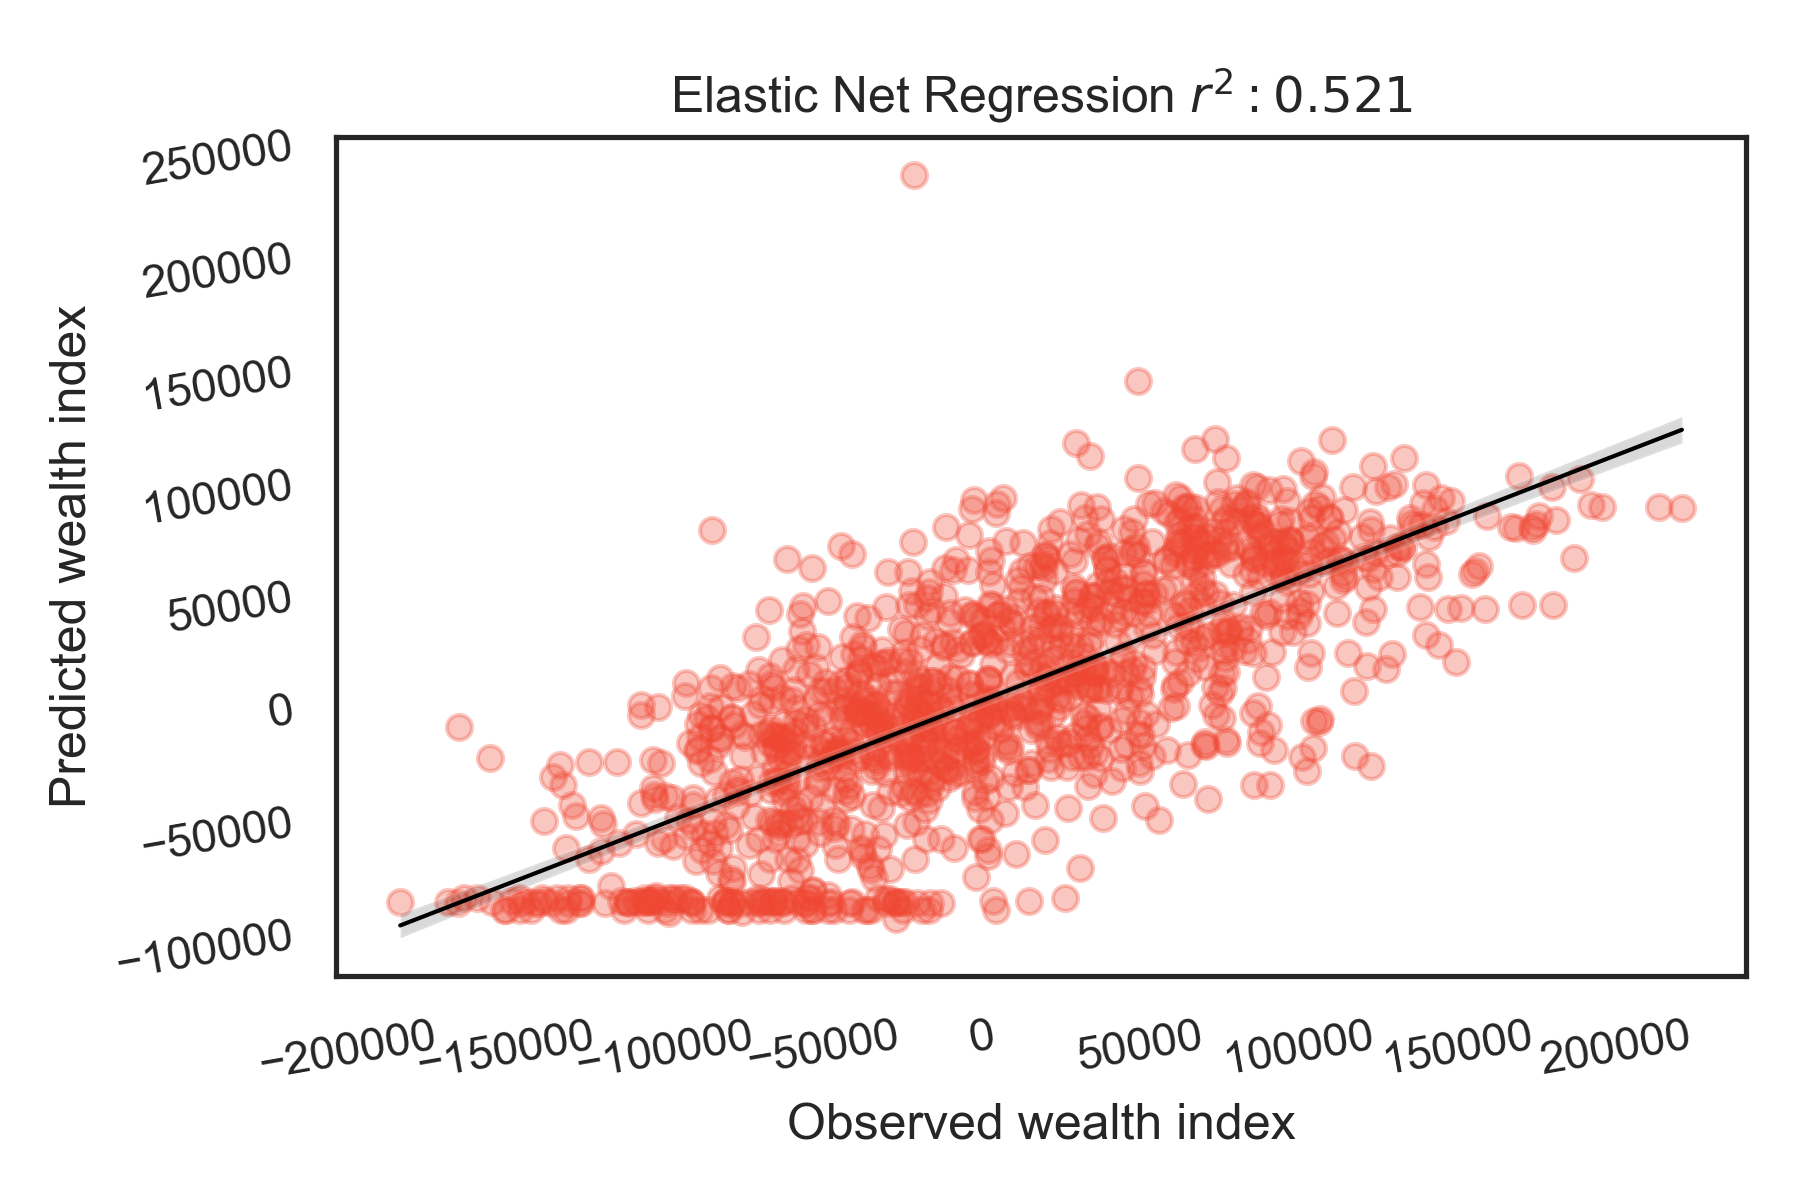 Elastic Net Regression r² : 0.521
250000
200000
150000
100000
50000
0
−50000
−100000
Predicted wealth index
−200000 −150000 −100000 −50000 0 50000 100000 150000 200000
Observed wealth index